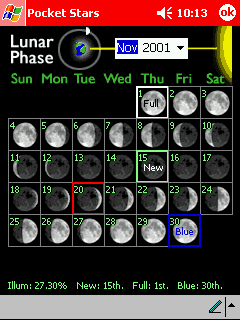 Pocket Stars 10:13 ok
Lunar Phase
Nov 2001
Sun Mon Tue Wed Thu Fri Sat
1 Full 2 3
4 5 6 7 8 9 10
11 12 13 14 15 New 16 17
18 19 20 21 22 23 24
25 26 27 28 29 30 Blue
Illum: 27.30% New: 15th. Full: 1st. Blue: 30th.